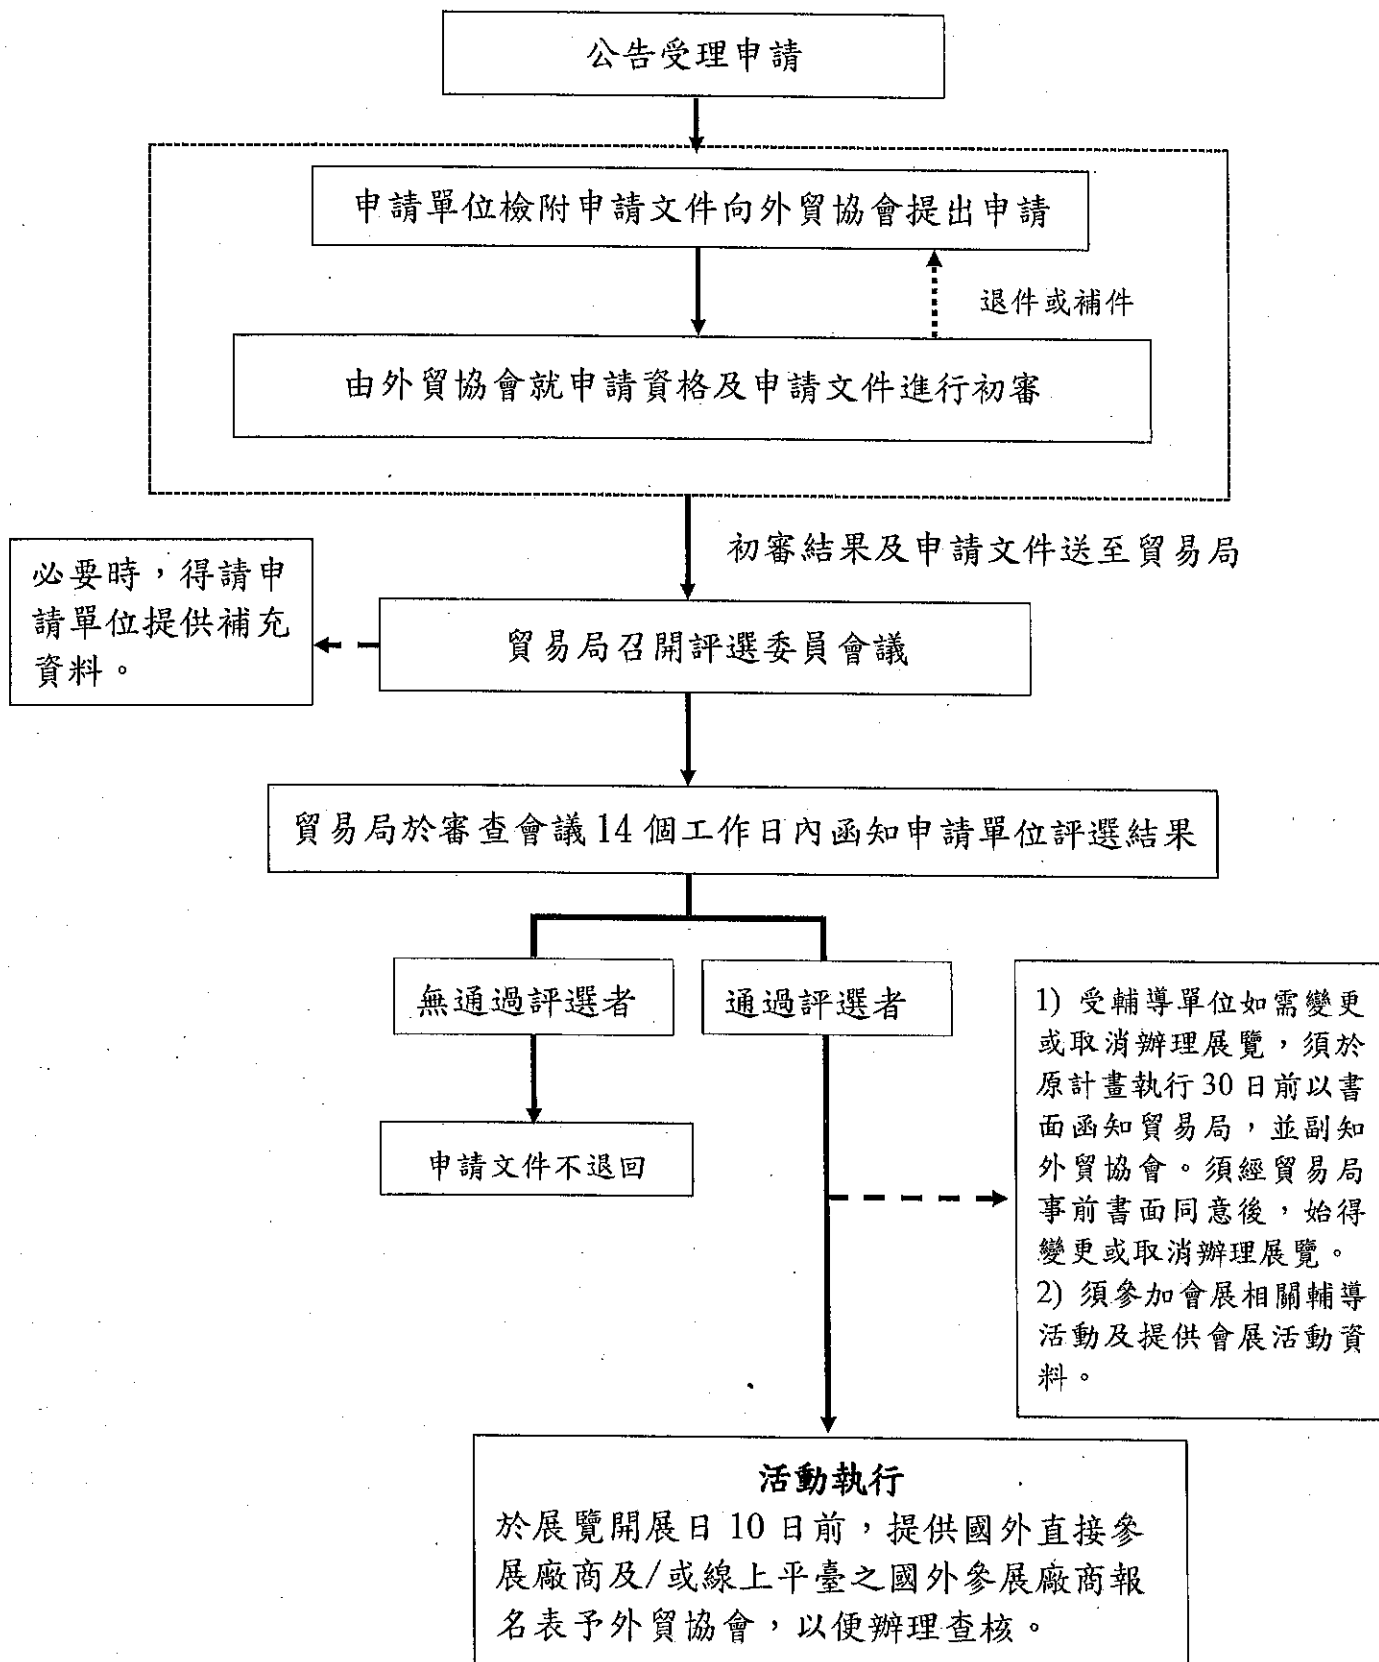 公告受理申請
申請單位檢附申請文件向外貿協會提出申請
退件或補件
由外貿協會就申請資格及申請文件進行初審
初審結果及申請文件送至貿易局
必要時，得請申
請單位提供補充
資料。
貿易局召開評選委員會議
貿易局於審查會議 14 個工作日內函知申請單位評選結果
無通過評選者
通過評選者
申請文件不退回
1) 受輔導單位如需變更
或取消辦理展覽，須於
原計畫執行 30 日前以書
面函知貿易局，並副知
外貿協會。須經貿易局
事前書面同意後，始得
變更或取消辦理展覽。
2) 須參加會展相關輔導
活動及提供會展活動資
料。
活動執行
於展覽開展日 10 日前，提供國外直接參
展廠商及/或線上平臺之國外參展廠商報
名表予外貿協會，以便辦理查核。